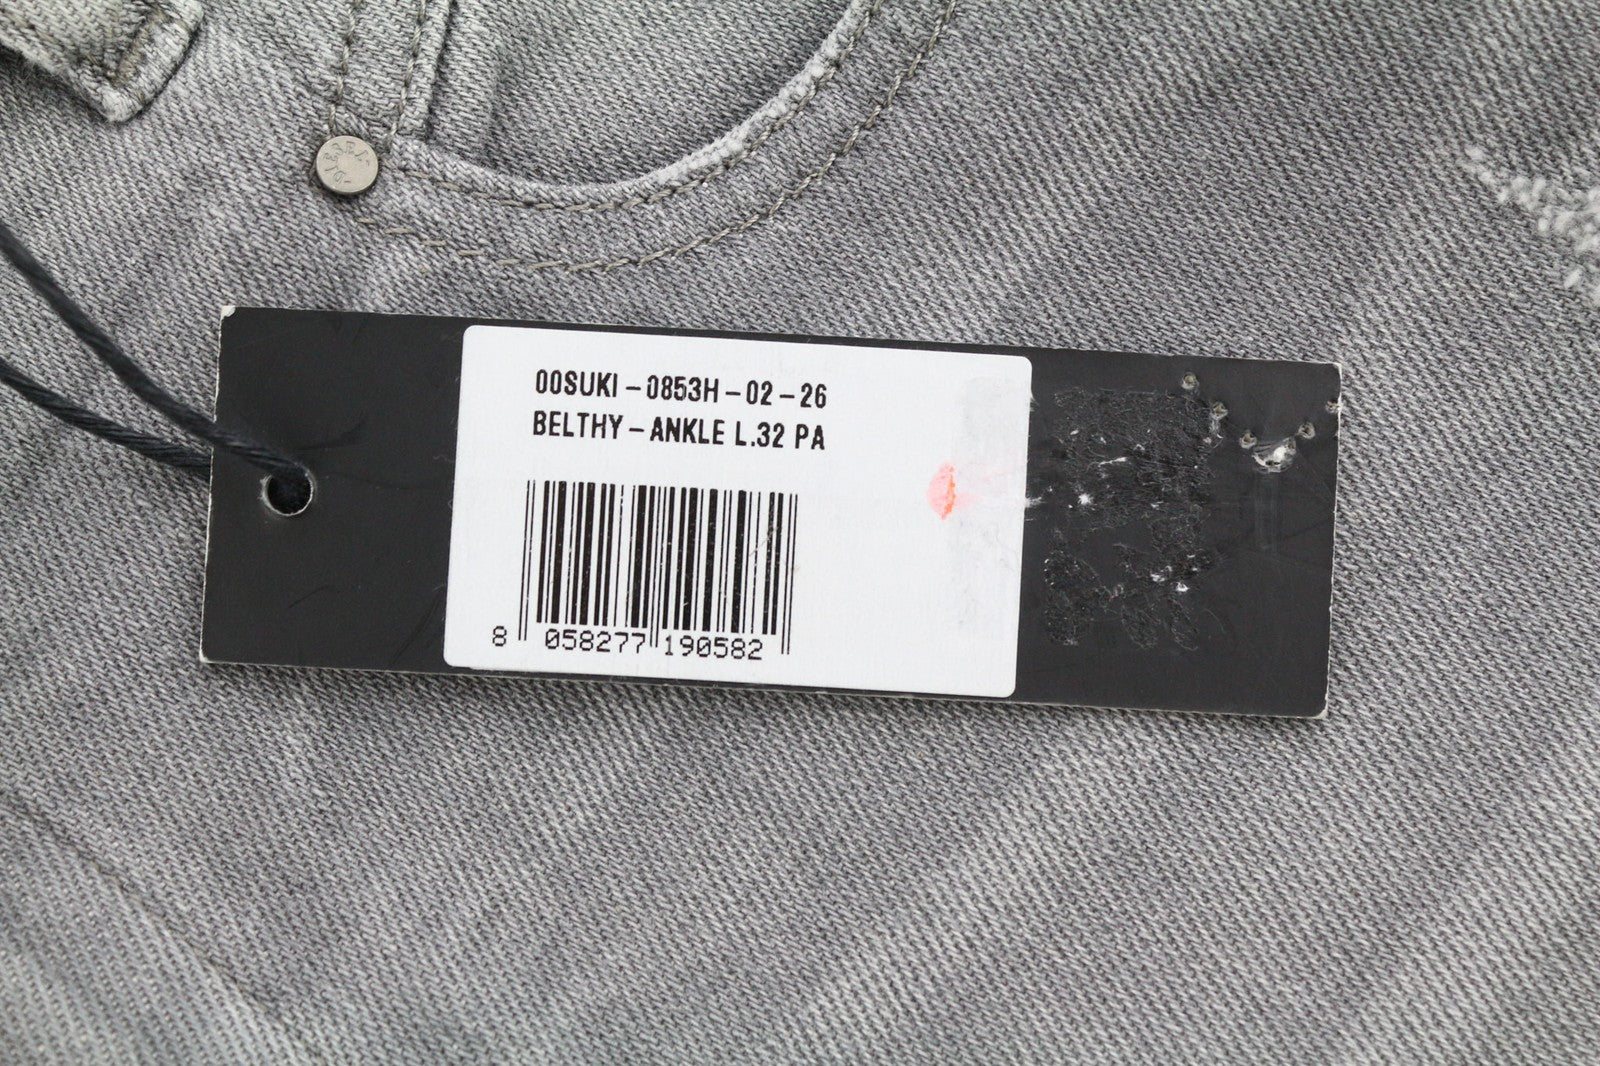 00SUKI-0853H-02-26
BELTHY-ANKLE L.32 PA
8 058277 190582